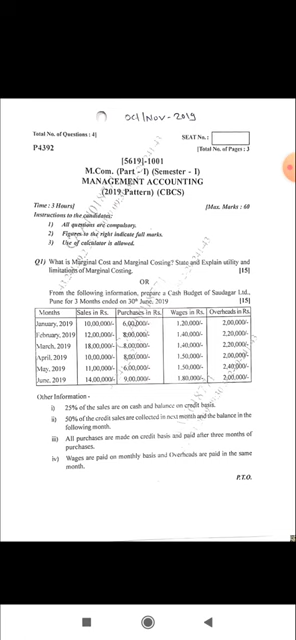 Oct/Nov-2019
Total No. of Questions : 4]
SEAT No. :
P4392
[Total No. of Pages : 3
[5619]-1001
M.Com. (Part - I) (Semester - I)
MANAGEMENT ACCOUNTING
(2019 Pattern) (CBCS)
Time : 3 Hours]
[Max. Marks : 60
Instructions to the candidates:
1) All questions are compulsary.
2) Figures to the right indicate full marks.
3) Use of calculator is allowed.
Q1) What is Marginal Cost and Marginal Costing? State and Explain utility and
limitations of Marginal Costing. [15]
OR
From the following information, prepare a Cash Budget of Saudagar Ltd.,
Pune for 3 Months ended on 30th June, 2019 [15]
Months Sales in Rs. Purchases in Rs. Wages in Rs. Overheads in Rs.
January, 2019 10,00,000/- 6,00,000/- 1,20,000/- 2,00,000/-
February, 2019 12,00,000/- 8,00,000/- 1,40,000/- 2,20,000/-
March, 2019 18,00,000/- 8,00,000/- 1,40,000/- 2,20,000/-
April, 2019 10,00,000/- 8,00,000/- 1,50,000/- 2,00,000/-
May, 2019 11,00,000/- 6,00,000/- 1,50,000/- 2,40,000/-
June, 2019 14,00,000/- 9,00,000/- 1,80,000/- 2,00,000/-
Other Information -
i) 25% of the sales are on cash and balance on credit basis.
ii) 50% of the credit sales are collected in next month and the balance in the
following month.
iii) All purchases are made on credit basis and paid after three months of
purchases.
iv) Wages are paid on monthly basis and Overheads are paid in the same
month.
P.T.O.